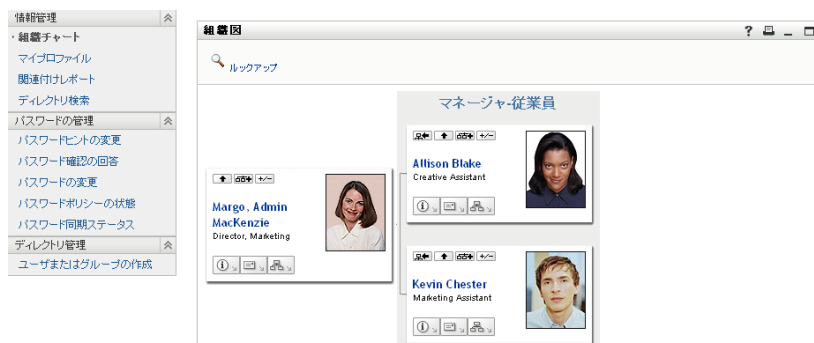 情報管理
・組織チャート
マイプロファイル
関連付けレポート
ディレクトリ検索
パスワードの管理
パスワードヒントの変更
パスワード確認の回答
パスワードの変更
パスワードポリシーの状態
パスワード同期ステータス
ディレクトリ管理
ユーザまたはグループの作成
組織図
ルックアップ
マネージャ-従業員
Margo, Admin
MacKenzie
Director, Marketing
Allison Blake
Creative Assistant
Kevin Chester
Marketing Assistant